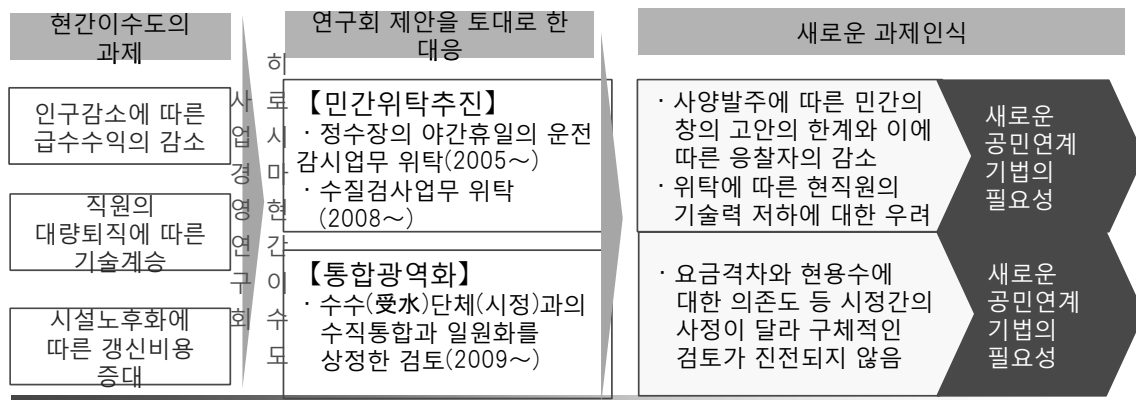 현간이수도의
과제
인구감소에 따른
급수수익의 감소
직원의
대량퇴직에 따른
기술계승
시설노후화에
따른 갱신비용
증대
히로시마현간이수도
사업경영연구회
연구회 제안을 토대로 한
대응
【민간위탁추진】
· 정수장의 야간휴일의 운전
감시업무 위탁(2005～)
· 수질검사업무 위탁
(2008～)
【통합광역화】
· 수수(受水)단체(시정)과의
수직통합과 일원화를
상정한 검토(2009～)
새로운 과제인식
· 사양발주에 따른 민간의
창의 고안의 한계와 이에
따른 응찰자의 감소
· 위탁에 따른 현직원의
기술력 저하에 대한 우려
새로운
공민연계
기법의
필요성
· 요금격차와 현용수에
대한 의존도 등 시정간의
사정이 달라 구체적인
검토가 진전되지 않음
새로운
공민연계
기법의
필요성